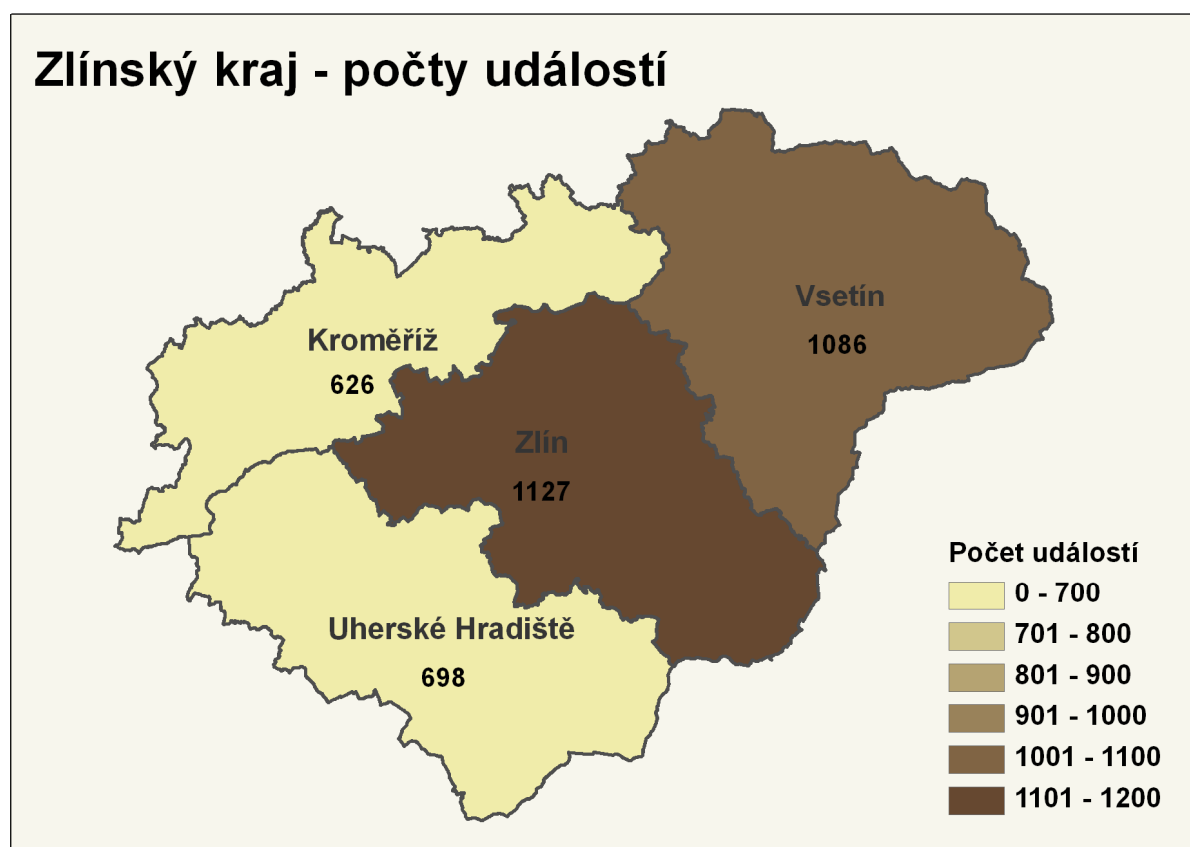 Zlínský kraj - počty událostí
Vsetín
1086
Kroměříž
626
Zlín
1127
Uherské Hradiště
698
Počet událostí
0 - 700
701 - 800
801 - 900
901 - 1000
1001 - 1100
1101 - 1200